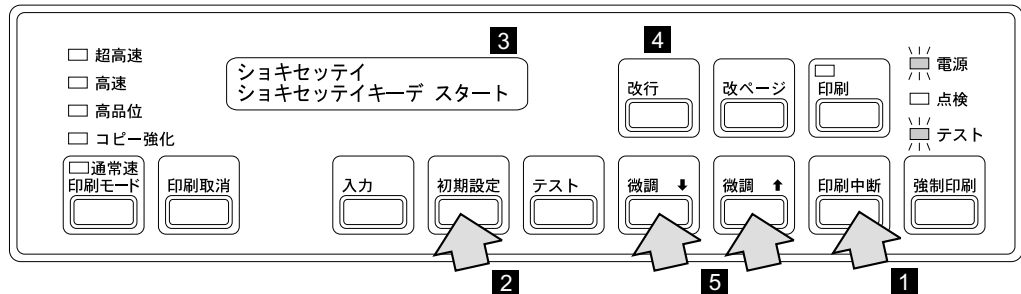 超高速
高速
高品位
コピー強化
通常速
印刷モード
印刷取消
3
ショキセッテイ
ショキセッテイキーデ スタート
4
改行
改ページ
印刷
電源
点検
テスト
入力
初期設定
テスト
微調 ⬇
微調 ⬆
印刷中断
強制印刷
2
5
1